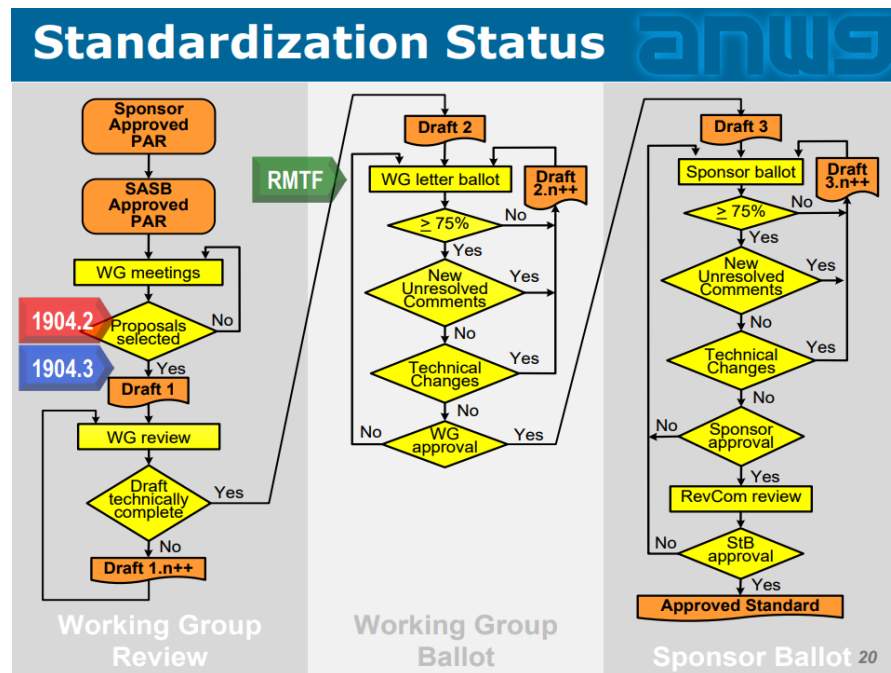 Standardization Status
ANWG
Sponsor
Approved
PAR
SASB
Approved
PAR
WG meetings
1904.2
Proposals
selected
No
1904.3
Yes
Draft 1
WG review
Draft
technically
complete
Yes
No
Draft 1.n++
Working Group
Review
Draft 2
RMTF
WG letter ballot
Draft
2.n++
≥ 75%
No
Yes
New
Unresolved
Comments
Yes
No
Technical
Changes
Yes
No
No
WG
approval
Yes
Working Group
Ballot
Draft 3
Sponsor ballot
Draft
3.n++
≥ 75%
No
Yes
New
Unresolved
Comments
Yes
No
Technical
Changes
Yes
No
No
Sponsor
approval
Yes
RevCom review
No
StB
approval
Yes
Approved Standard
Sponsor Ballot
20